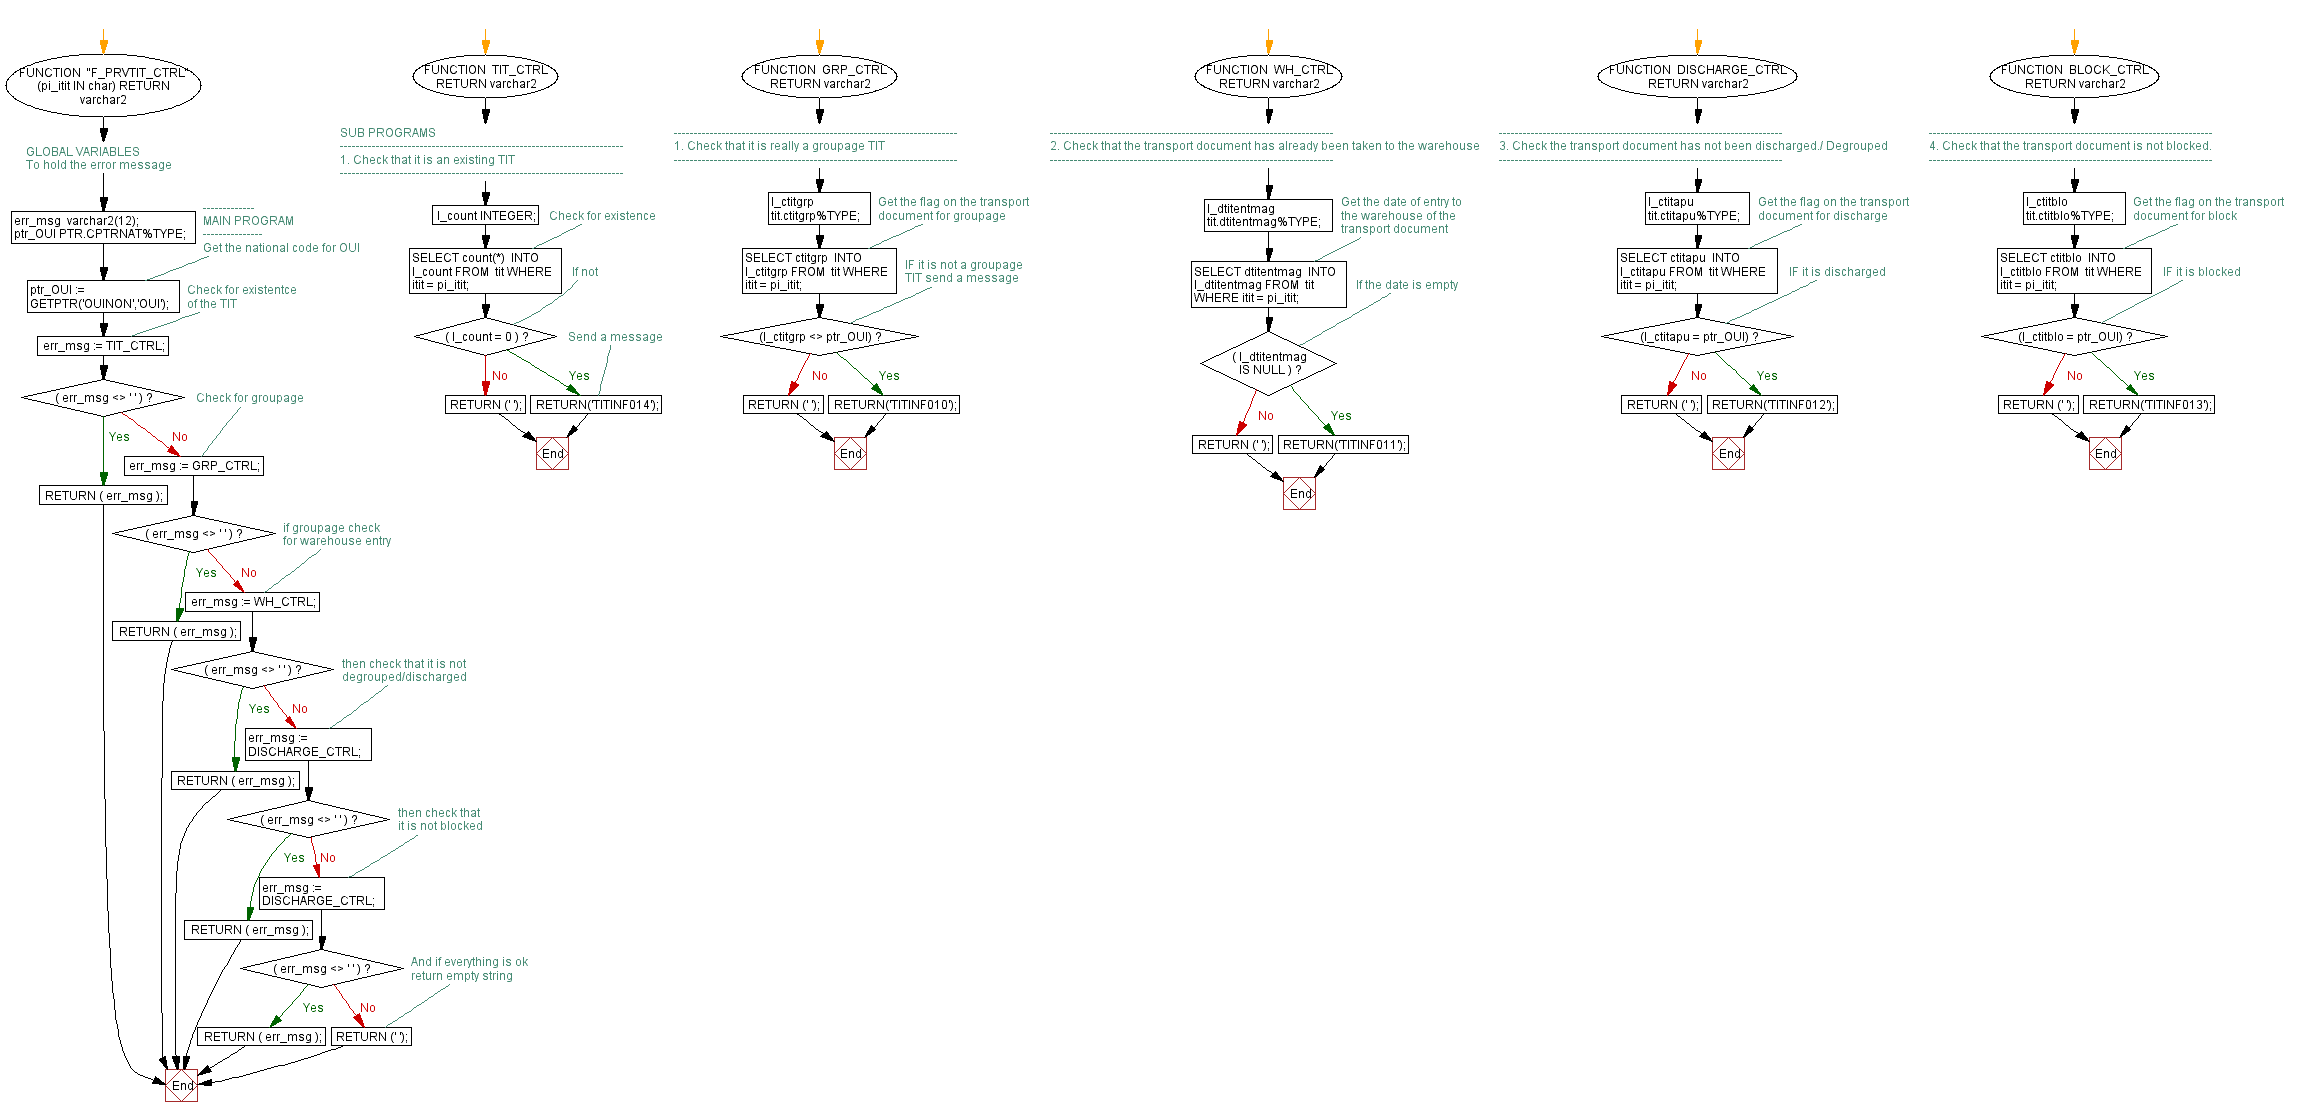 FUNCTION "F_PRVTIT_CTRL"
(pi_itit IN char) RETURN
varchar2
GLOBAL VARIABLES
To hold the error message
err_msg varchar2(12);
ptr_OUI PTR.CPTRNAT%TYPE;
-------------
MAIN PROGRAM
---------------
Get the national code for OUI
ptr_OUI :=
GETPTR('OUINON','OUI');
Check for existentce
of the TIT
err_msg := TIT_CTRL;
( err_msg <> ' ' ) ?
Check for groupage
Yes
No
err_msg := GRP_CTRL;
RETURN ( err_msg );
( err_msg <> ' ' ) ?
if groupage check
for warehouse entry
Yes
No
err_msg := WH_CTRL;
RETURN ( err_msg );
( err_msg <> ' ' ) ?
then check that it is not
degrouped/discharged
Yes
No
err_msg :=
DISCHARGE_CTRL;
RETURN ( err_msg );
( err_msg <> ' ' ) ?
then check that
it is not blocked
Yes
No
err_msg :=
DISCHARGE_CTRL;
RETURN ( err_msg );
( err_msg <> ' ' ) ?
And if everything is ok
return empty string
Yes
No
RETURN ( err_msg );
RETURN (' ');
End
FUNCTION TIT_CTRL
RETURN varchar2
SUB PROGRAMS
------------------------------------------------------------------------
1. Check that it is an existing TIT
------------------------------------------------------------------------
l_count INTEGER;
Check for existence
SELECT count(*) INTO
l_count FROM tit WHERE
itit = pi_itit;
If not
( l_count = 0 ) ?
Send a message
No
Yes
RETURN (' ');
RETURN('TITINF014');
End
FUNCTION GRP_CTRL
RETURN varchar2
------------------------------------------------------------------------
1. Check that it is really a groupage TIT
------------------------------------------------------------------------
l_ctitgrp
tit.ctitgrp%TYPE;
Get the flag on the transport
document for groupage
SELECT ctitgrp INTO
l_ctitgrp FROM tit WHERE
itit = pi_itit;
IF it is not a groupage
TIT send a message
(l_ctitgrp <> ptr_OUI) ?
No
Yes
RETURN (' ');
RETURN('TITINF010');
End
FUNCTION WH_CTRL
RETURN varchar2
------------------------------------------------------------------------
2. Check that the transport document has already been taken to the warehouse
------------------------------------------------------------------------
l_dtitentmag
tit.dtitentmag%TYPE;
Get the date of entry to
the warehouse of the
transport document
SELECT dtitentmag INTO
l_dtitentmag FROM tit
WHERE itit = pi_itit;
If the date is empty
( l_dtitentmag
IS NULL ) ?
No
Yes
RETURN (' ');
RETURN('TITINF011');
End
FUNCTION DISCHARGE_CTRL
RETURN varchar2
------------------------------------------------------------------------
3. Check the transport document has not been discharged./ Degrouped
------------------------------------------------------------------------
l_ctitapu
tit.ctitapu%TYPE;
Get the flag on the transport
document for discharge
SELECT ctitapu INTO
l_ctitapu FROM tit WHERE
itit = pi_itit;
IF it is discharged
(l_ctitapu = ptr_OUI) ?
No
Yes
RETURN (' ');
RETURN('TITINF012');
End
FUNCTION BLOCK_CTRL
RETURN varchar2
------------------------------------------------------------------------
4. Check that the transport document is not blocked.
------------------------------------------------------------------------
l_ctitblo
tit.ctitblo%TYPE;
Get the flag on the transport
document for block
SELECT ctitblo INTO
l_ctitblo FROM tit WHERE
itit = pi_itit;
IF it is blocked
(l_ctitblo = ptr_OUI) ?
No
Yes
RETURN (' ');
RETURN('TITINF013');
End